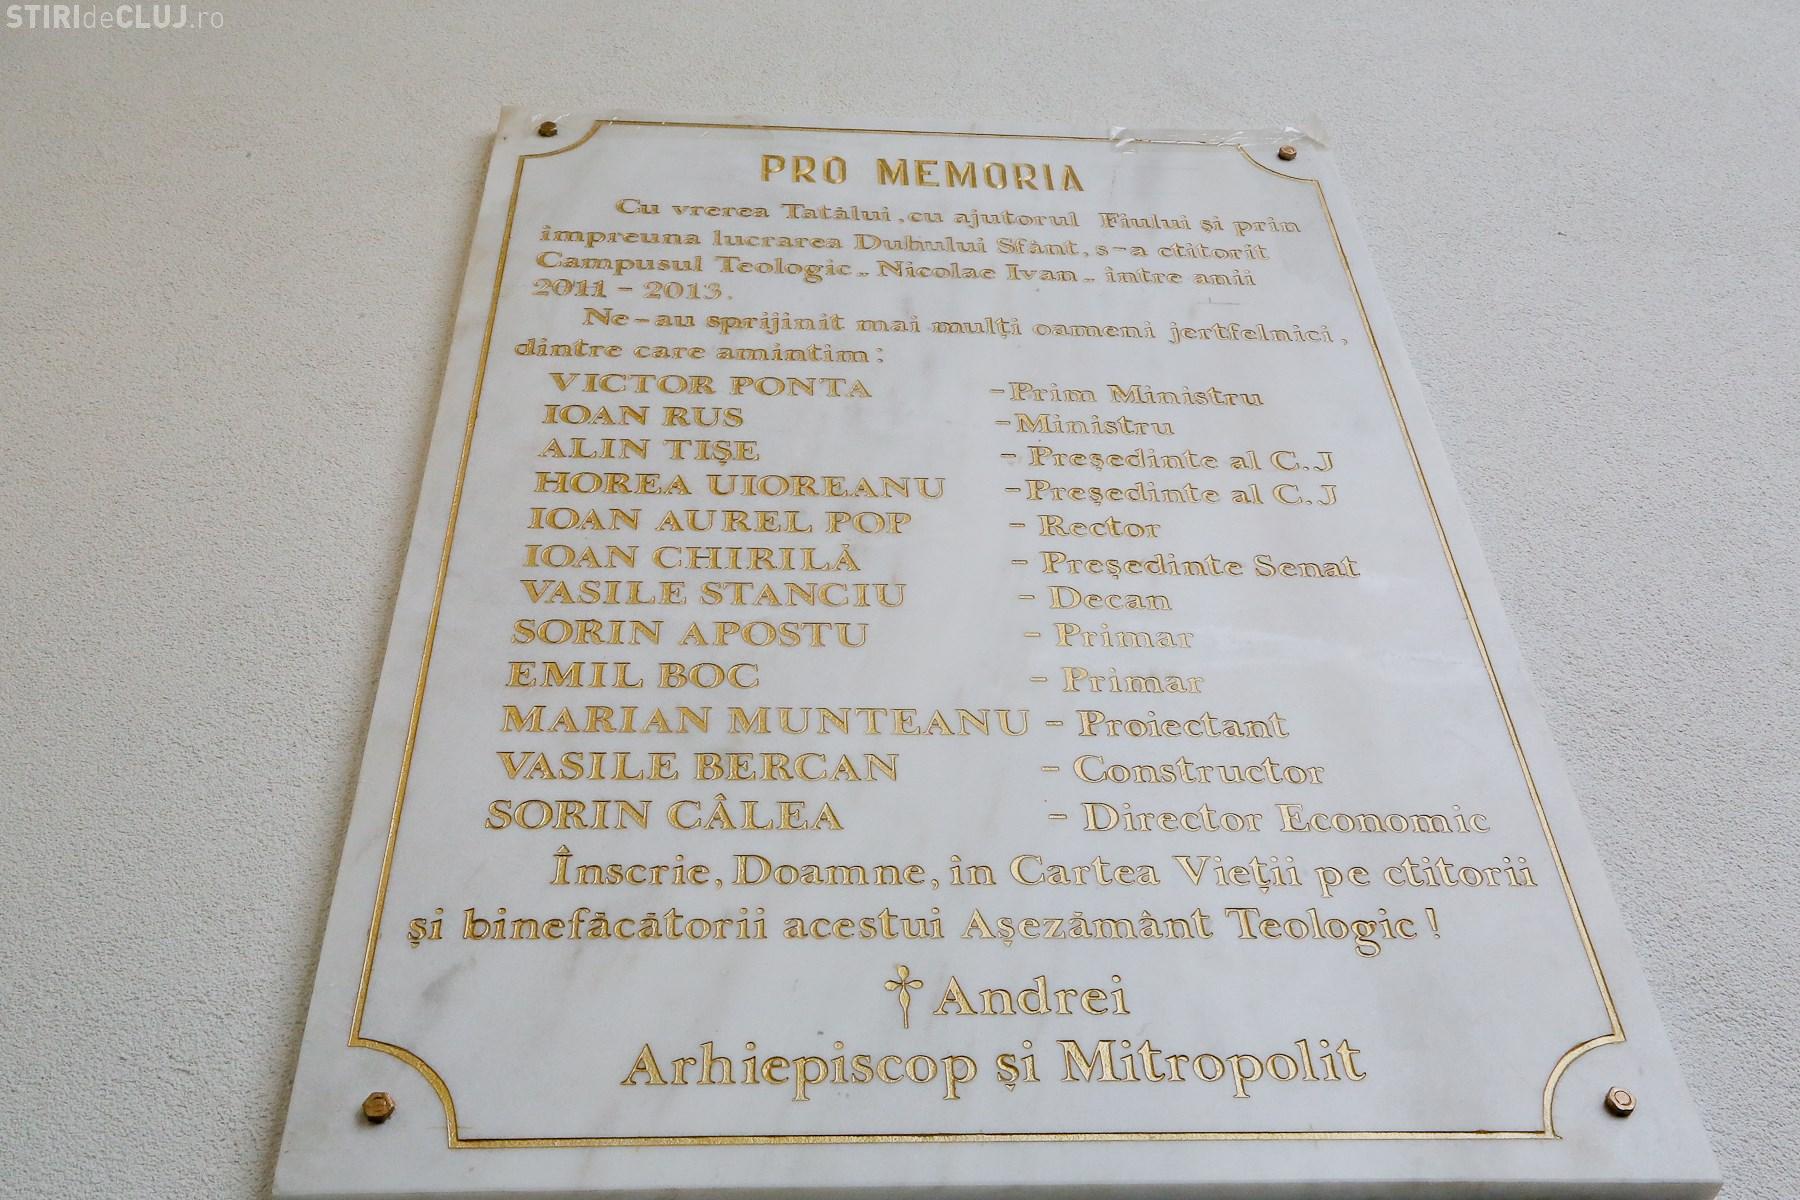 STIRIdeCLUJ.ro
PRO MEMORIA
Cu vrerea Tatălui, cu ajutorul Fiului şi prin
împreuna lucrarea Duhului Sfânt, s-a ctitorit
Campusul Teologic „ Nicolae Ivan „ între anii
2011 - 2013.
Ne-au sprijinit mai mulţi oameni jertfelnici,
dintre care amintim:
VICTOR PONTA - Prim Ministru
IOAN RUS - Ministru
ALIN TIŞE - Preşedinte al C.J
HOREA UIOREANU - Preşedinte al C.J
IOAN AUREL POP - Rector
IOAN CHIRILĂ - Preşedinte Senat
VASILE STANCIU - Decan
SORIN APOSTU - Primar
EMIL BOC - Primar
MARIAN MUNTEANU - Proiectant
VASILE BERCAN - Constructor
SORIN CÂLEA - Director Economic
Înscrie, Doamne, în Cartea Vieţii pe ctitorii
şi binefăcătorii acestui Aşezământ Teologic !
† Andrei
Arhiepiscop şi Mitropolit